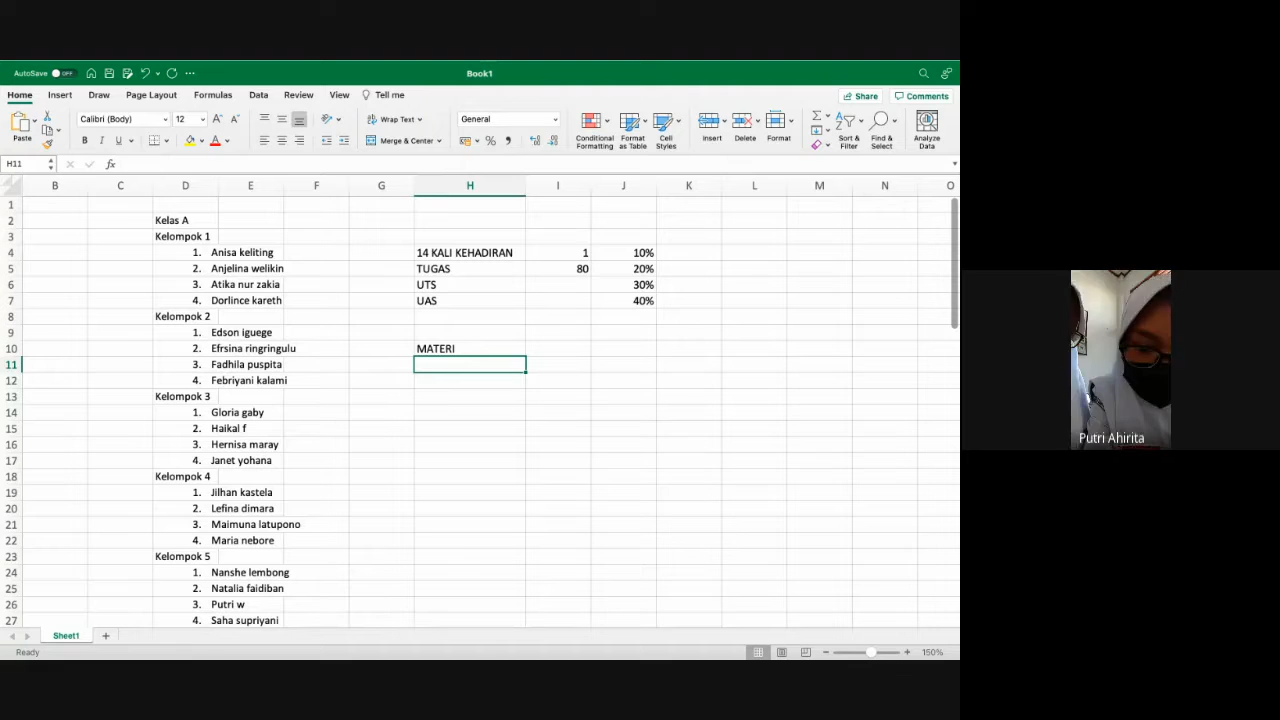 AutoSave OFF Book1
Home Insert Draw Page Layout Formulas Data Review View Tell me Share Comments
Paste Calibri (Body) 12 B I U Wrap Text Merge & Center General Conditional Formatting Format as Table Cell Styles Insert Delete Format Sort & Filter Find & Select Analyze Data
H11 fx
B C D E F G H I J K L M N O
1
2 Kelas A
3 Kelompok 1
4 1. Anisa keliting 14 KALI KEHADIRAN 1 10%
5 2. Anjelina welikin TUGAS 80 20%
6 3. Atika nur zakia UTS 30%
7 4. Dorlince kareth UAS 40%
8 Kelompok 2
9 1. Edson iguege
10 2. Efrsina ringringulu MATERI
11 3. Fadhila puspita
12 4. Febriyani kalami
13 Kelompok 3
14 1. Gloria gaby
15 2. Haikal f
16 3. Hernisa maray
17 4. Janet yohana
18 Kelompok 4
19 1. Jilhan kastela
20 2. Lefina dimara
21 3. Maimuna latupono
22 4. Maria nebore
23 Kelompok 5
24 1. Nanshe lembong
25 2. Natalia faidiban
26 3. Putri w
27 4. Saha supriyani
Sheet1
Ready 150%
Putri Ahirita